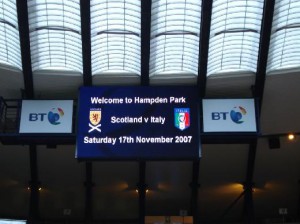 Welcome to Hampden Park
BT
Scotland v Italy
BT
Saturday 17th November 2007